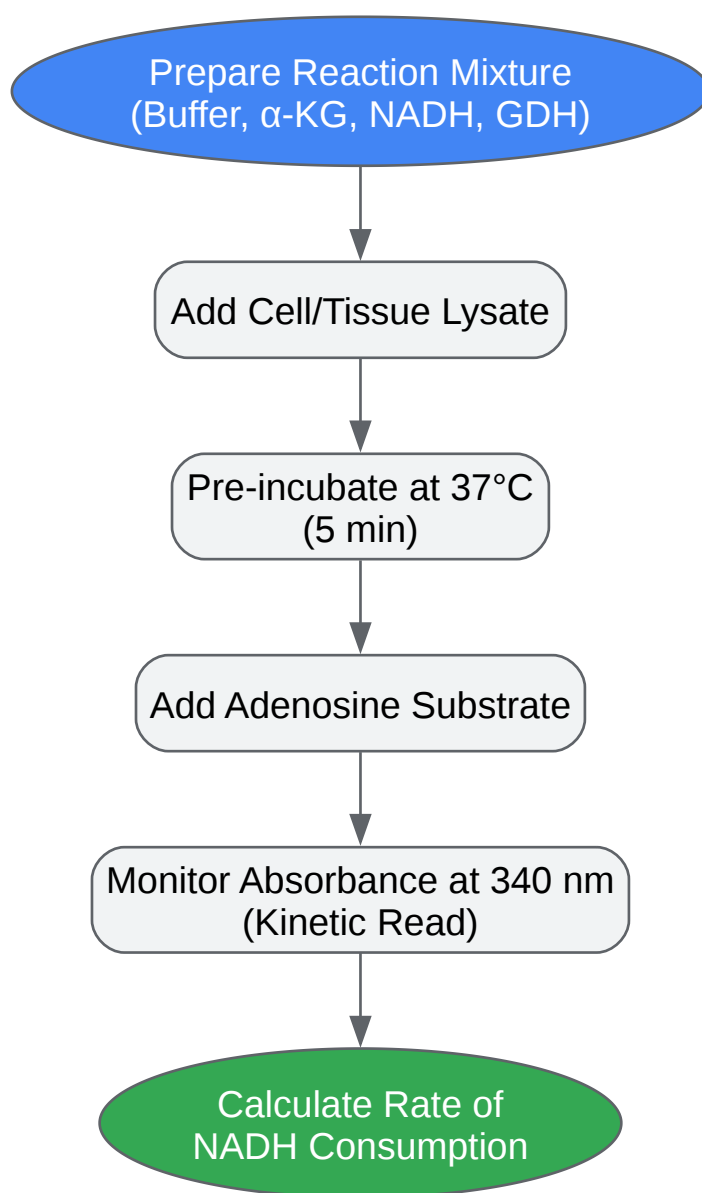 Prepare Reaction Mixture
(Buffer, α-KG, NADH, GDH)
Add Cell/Tissue Lysate
Pre-incubate at 37°C
(5 min)
Add Adenosine Substrate
Monitor Absorbance at 340 nm
(Kinetic Read)
Calculate Rate of
NADH Consumption